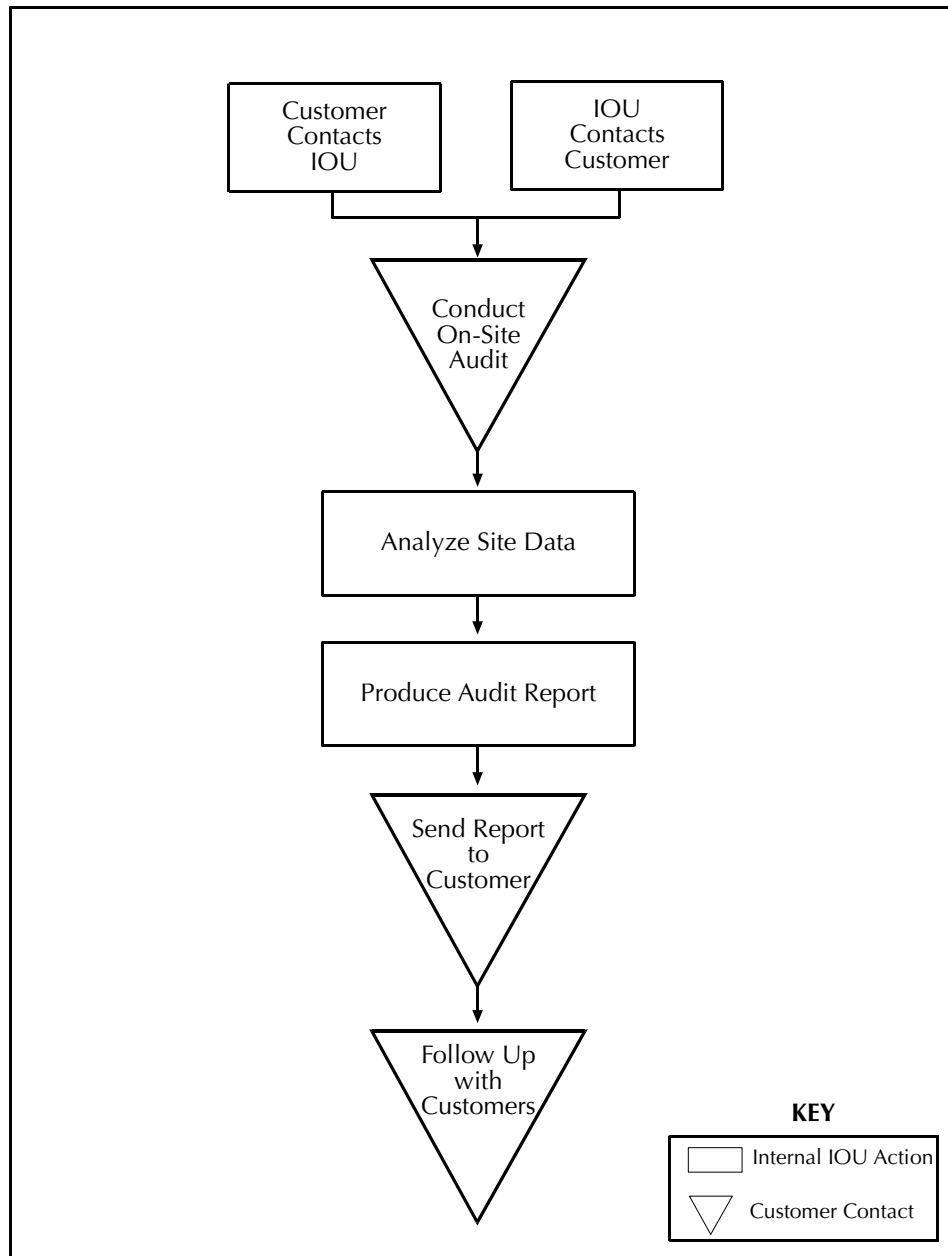 Customer
Contacts
IOU
IOU
Contacts
Customer
Conduct
On-Site
Audit
Analyze Site Data
Produce Audit Report
Send Report
to
Customer
Follow Up
with
Customers
KEY
Internal IOU Action
Customer Contact